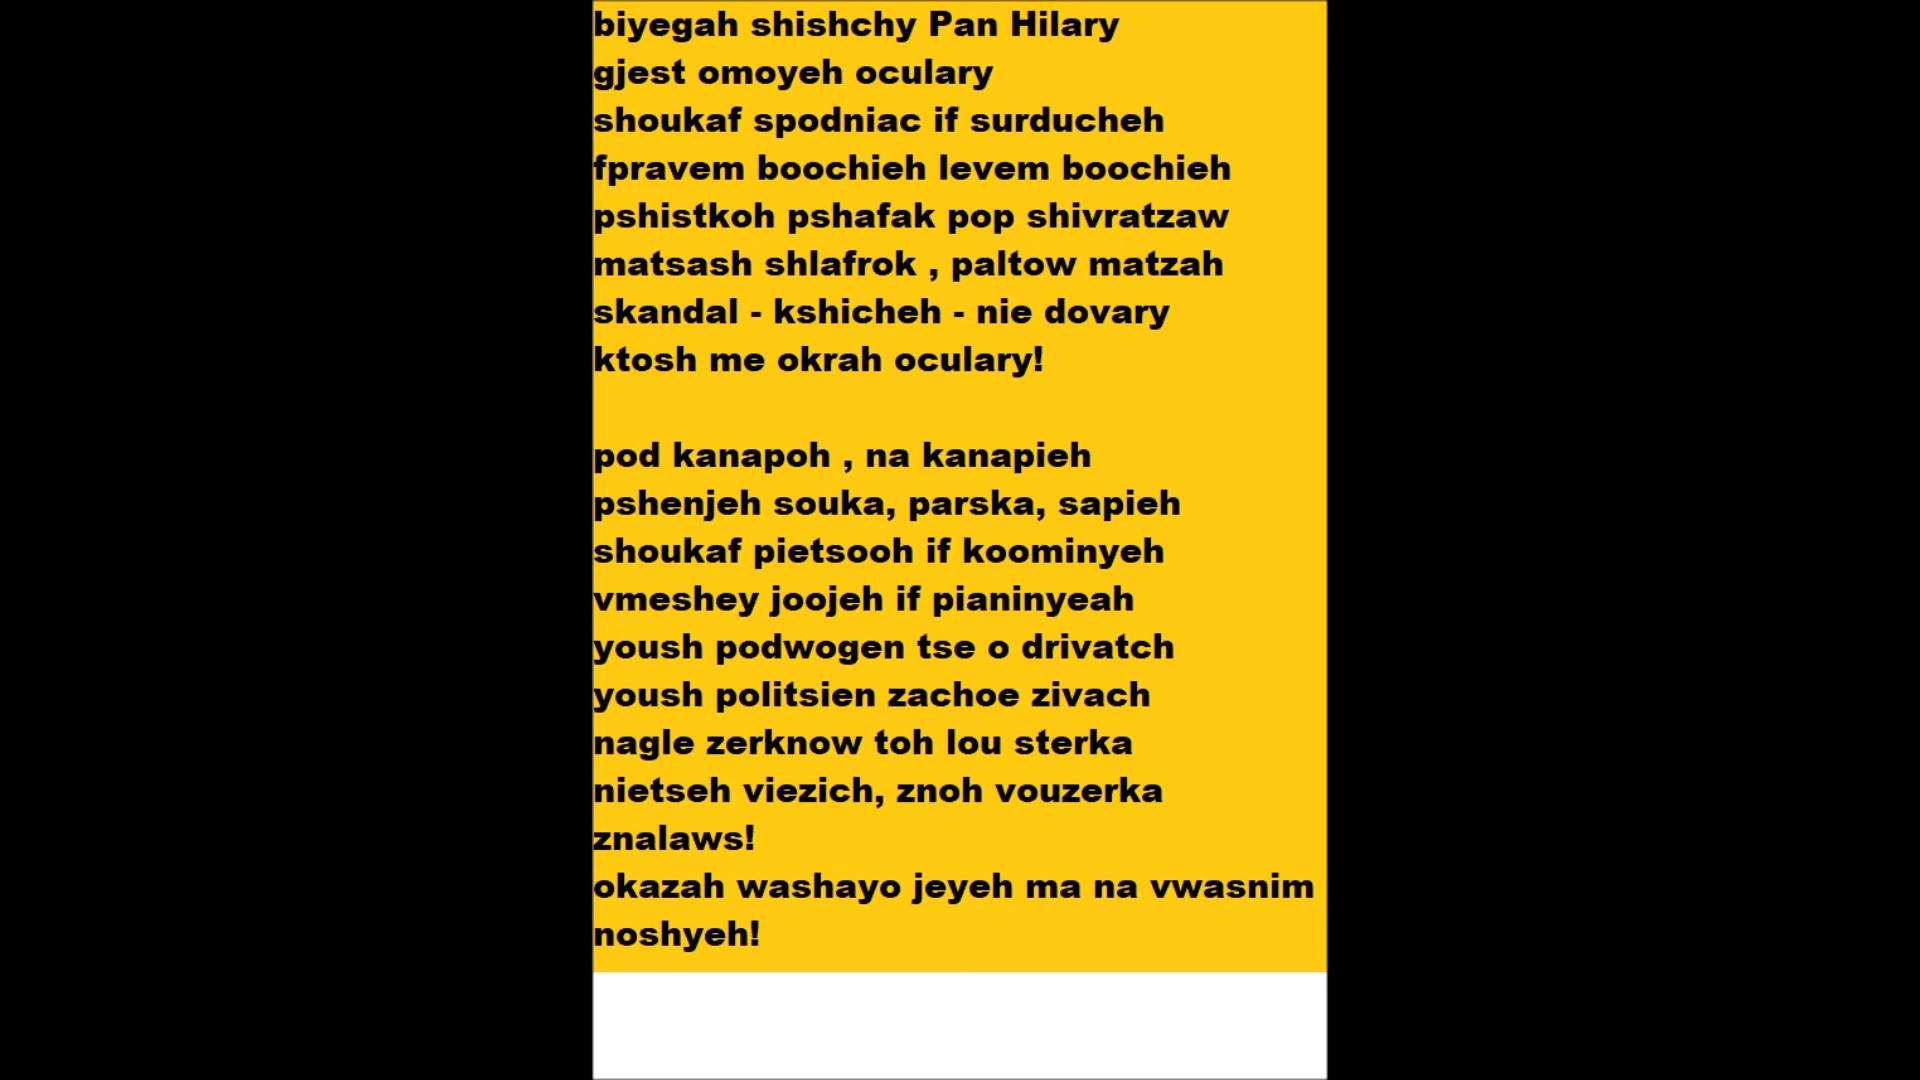 biyegah shishchy Pan Hilary
gjest omoyeh oculary
shoukaf spodniac if surducheh
fpravem boochieh levem boochieh
pshistkoh pshafak pop shivratzaw
matsash shlafrok , paltow matzah
skandal - kshicheh - nie dovary
ktosh me okrah oculary!
pod kanapoh , na kanapieh
pshenjeh souka, parska, sapieh
shoukaf pietsooh if koominyeh
vmeshey joojeh if pianinyeah
yoush podwogen tse o drivatch
yoush politsien zachoe zivach
nagle zerknow toh lou sterka
nietseh viezich, znoh vouzerka
znalaws!
okazah washayo jeyeh ma na vwasnim
noshyeh!